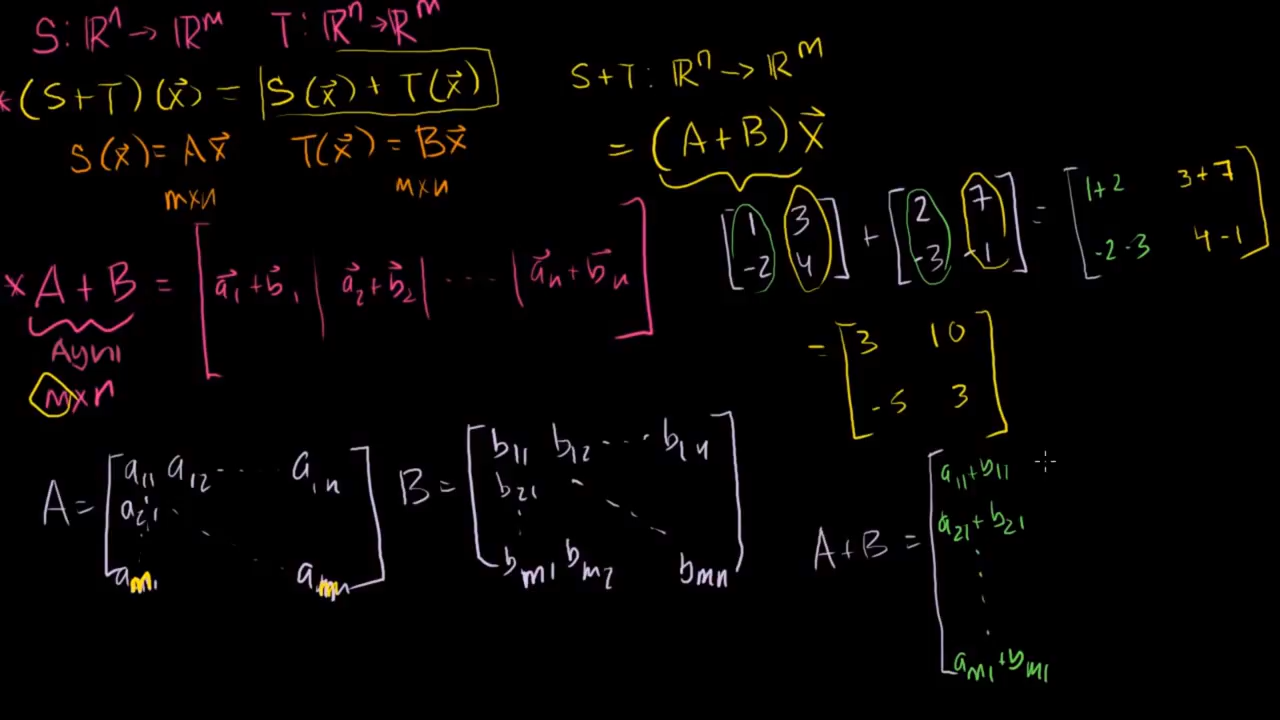 S: ℝⁿ → ℝᵐ T: ℝⁿ → ℝᵐ
*(S+T)(x⃗) = S(x⃗) + T(x⃗)
S+T: ℝⁿ → ℝᵐ
S(x⃗) = Ax⃗ T(x⃗) = Bx⃗
m×n m×n
= (A+B)x⃗
[1 3
-2 4] + [2 7
-3 -1] = [1+2 3+7
-2-3 4-1]
= [3 10
-5 3]
*A+B = [a⃗₁+b⃗₁ | a⃗₂+b⃗₂ | ... | a⃗ₙ+b⃗ₙ]
Aynı
m×n
A = [a₁₁ a₁₂ ... a₁ₙ
a₂₁
aₘ₁ aₘₙ]
B = [b₁₁ b₁₂ ... b₁ₙ
b₂₁
bₘ₁ bₘ₂ bₘₙ]
A+B = [a₁₁+b₁₁
a₂₁+b₂₁
aₘ₁+bₘ₁